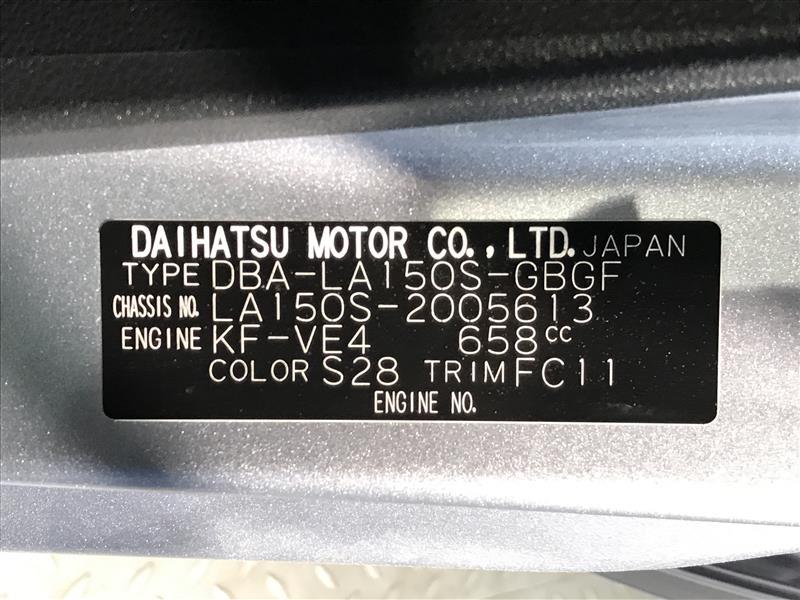 DAIHATSU MOTOR CO., LTD. JAPAN
TYPE DBA-LA150S-GBGF
CHASSIS NO. LA150S-2005613
ENGINE KF-VE4 658cc
COLOR S28 TRIM FC11
ENGINE NO.